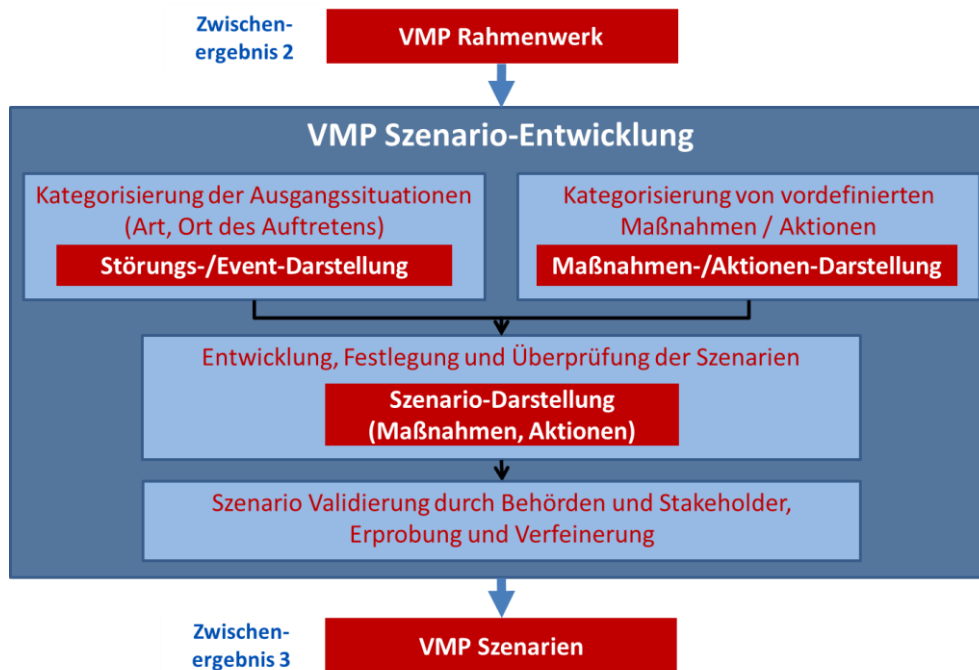 Zwischen-
ergebnis 2
VMP Rahmenwerk
VMP Szenario-Entwicklung
Kategorisierung der Ausgangssituationen
(Art, Ort des Auftretens)
Störungs-/Event-Darstellung
Kategorisierung von vordefinierten
Maßnahmen / Aktionen
Maßnahmen-/Aktionen-Darstellung
Entwicklung, Festlegung und Überprüfung der Szenarien
Szenario-Darstellung
(Maßnahmen, Aktionen)
Szenario Validierung durch Behörden und Stakeholder,
Erprobung und Verfeinerung
Zwischen-
ergebnis 3
VMP Szenarien